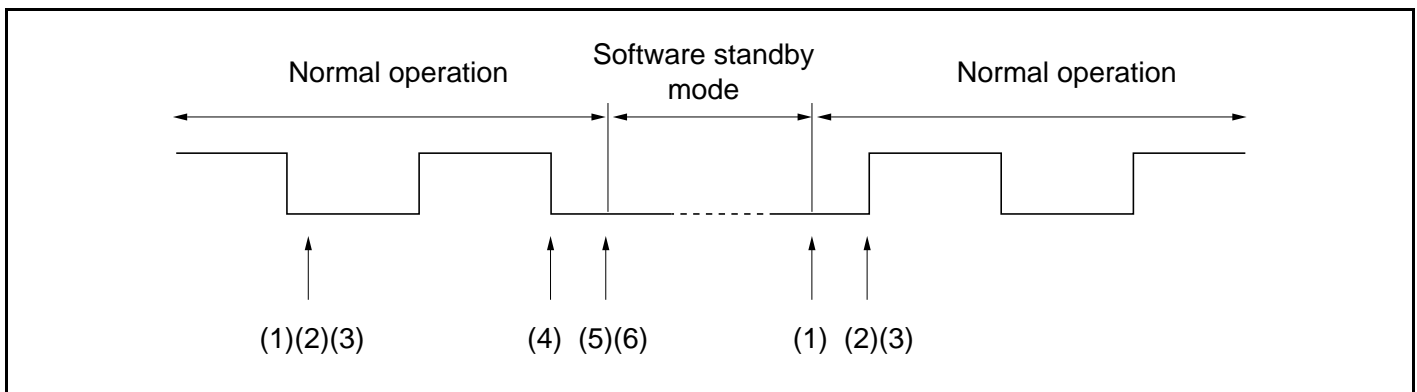 Normal operation
Software standby
mode
Normal operation
(1)(2)(3)
(4)
(5)(6)
(1)
(2)(3)